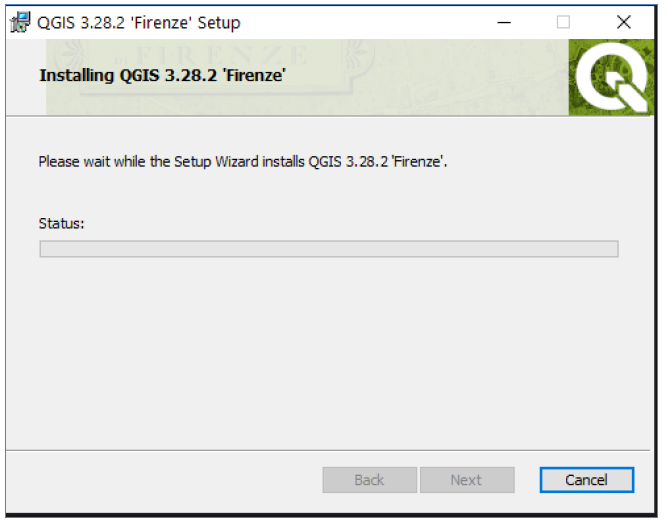 QGIS 3.28.2 'Firenze' Setup
FIRENZE
Installing QGIS 3.28.2 'Firenze'
Please wait while the Setup Wizard installs QGIS 3.28.2 'Firenze'.
Status:
Back
Next
Cancel